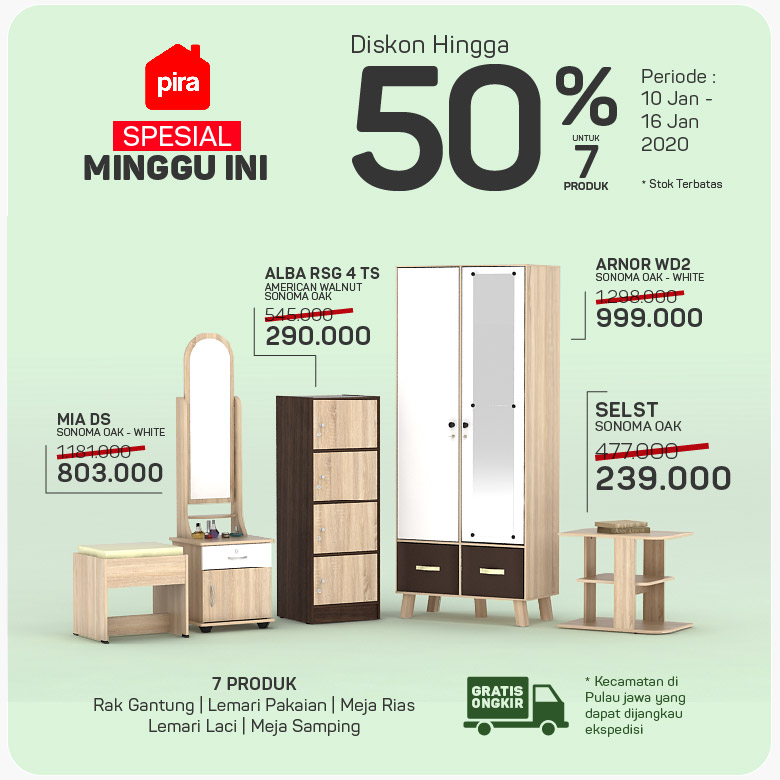 pira
SPESIAL
MINGGU INI
Diskon Hingga
50%
UNTUK
7
PRODUK
Periode :
10 Jan -
16 Jan
2020
* Stok Terbatas
ALBA RSG 4 TS
AMERICAN WALNUT
SONOMA OAK
545.000
290.000
ARNOR WD2
SONOMA OAK - WHITE
1.298.000
999.000
MIA DS
SONOMA OAK - WHITE
1.181.000
803.000
SELST
SONOMA OAK
477.000
239.000
7 PRODUK
Rak Gantung | Lemari Pakaian | Meja Rias
Lemari Laci | Meja Samping
GRATIS
ONGKIR
* Kecamatan di
Pulau jawa yang
dapat dijangkau
ekspedisi